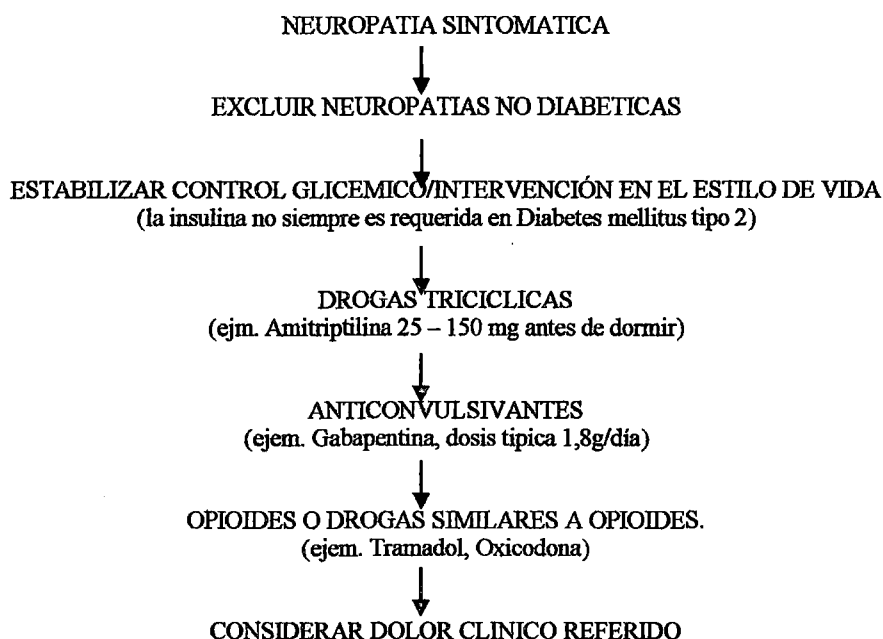 NEUROPATIA SINTOMATICA
EXCLUIR NEUROPATIAS NO DIABETICAS
ESTABILIZAR CONTROL GLICEMICO/INTERVENCIÓN EN EL ESTILO DE VIDA
(la insulina no siempre es requerida en Diabetes mellitus tipo 2)
DROGAS TRICICLICAS
(ejm. Amitriptilina 25 – 150 mg antes de dormir)
ANTICONVULSIVANTES
(ejem. Gabapentina, dosis tipica 1,8g/día)
OPIOIDES O DROGAS SIMILARES A OPIOIDES.
(ejem. Tramadol, Oxicodona)
CONSIDERAR DOLOR CLINICO REFERIDO